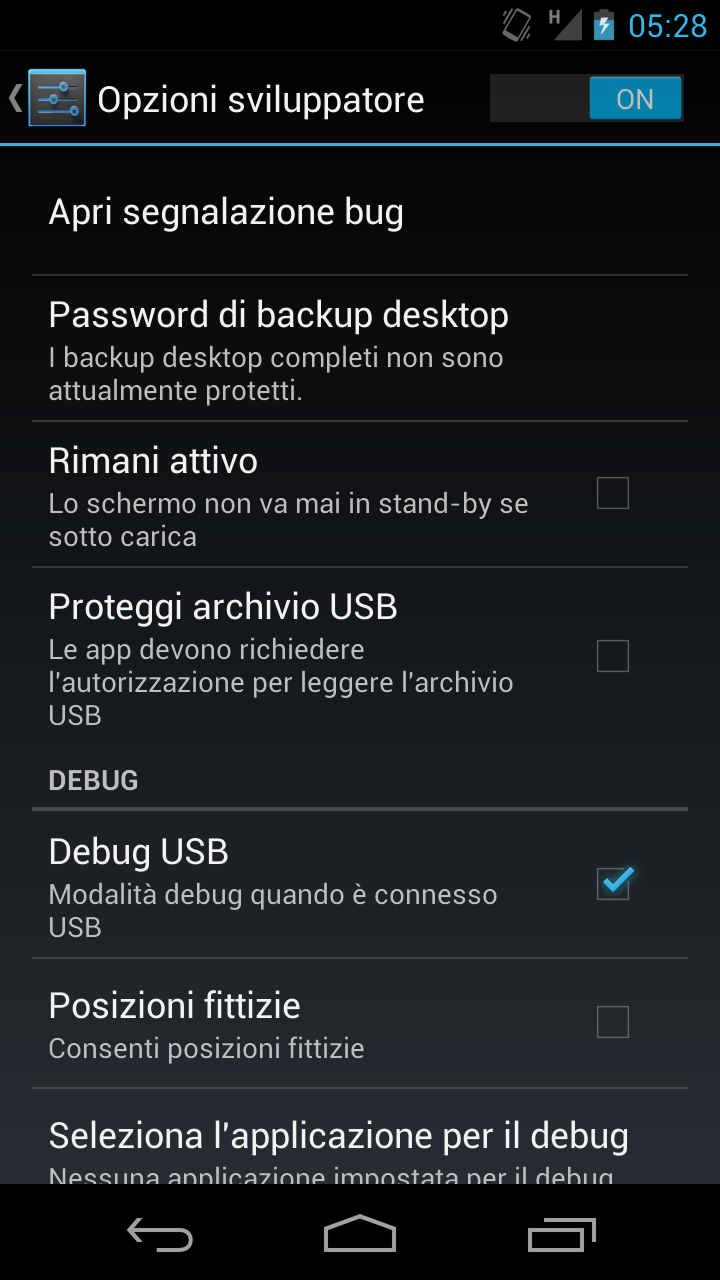 H 05:28
Opzioni sviluppatore ON
Apri segnalazione bug
Password di backup desktop
I backup desktop completi non sono
attualmente protetti.
Rimani attivo
Lo schermo non va mai in stand-by se
sotto carica
Proteggi archivio USB
Le app devono richiedere
l'autorizzazione per leggere l'archivio
USB
DEBUG
Debug USB
Modalità debug quando è connesso
USB
Posizioni fittizie
Consenti posizioni fittizie
Seleziona l'applicazione per il debug
Nessuna applicazione impostata per il debug